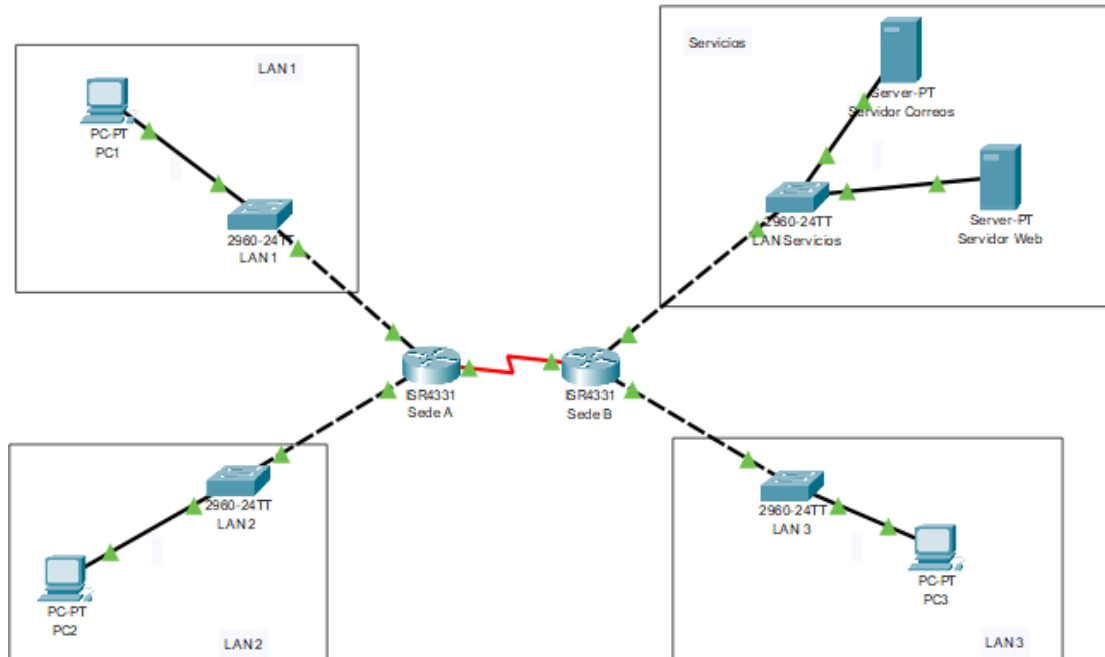 LAN 1
PC-PT
PC1
2960-24TT
LAN 1
Servicios
Server-PT
Servidor Correos
2960-24TT
LAN Servicios
Server-PT
Servidor Web
ISR4331
Sede A
ISR4331
Sede B
2960-24TT
LAN 2
PC-PT
PC2
LAN 2
2960-24TT
LAN 3
PC-PT
PC3
LAN 3